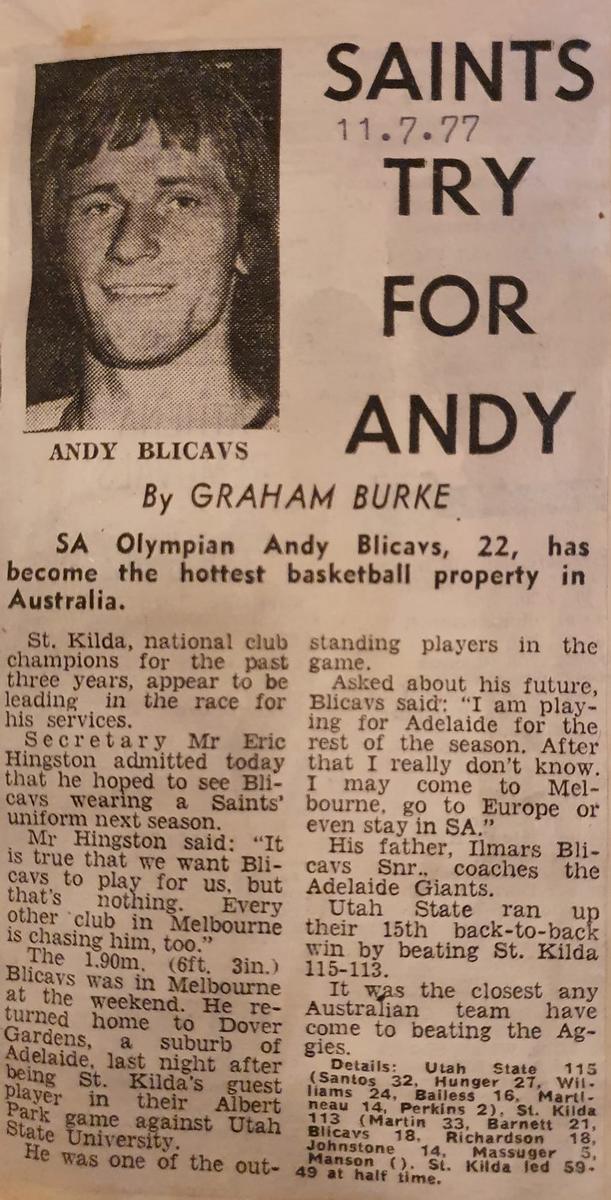 SAINTS
11.7.77
TRY
FOR
ANDY
ANDY BLICAVS
By GRAHAM BURKE
SA Olympian Andy Blicavs, 22, has
become the hottest basketball property in
Australia.
St. Kilda, national club
champions for the past
three years, appear to be
leading in the race for
his services.
Secretary Mr Eric
Hingston admitted today
that he hoped to see Bli-
cavs wearing a Saints'
uniform next season.
Mr Hingston said: "It
is true that we want Bli-
cavs to play for us, but
that's nothing. Every
other club in Melbourne
is chasing him, too."
The 1.90m. (6ft. 3in.)
Blicavs was in Melbourne
at the weekend. He re-
turned home to Dover
Gardens, a suburb of
Adelaide, last night after
being St. Kilda's guest
player in their Albert
Park game against Utah
State University.
He was one of the out-
standing players in the
game.
Asked about his future,
Blicavs said: "I am play-
ing for Adelaide for the
rest of the season. After
that I really don't know.
I may come to Mel-
bourne, go to Europe or
even stay in SA."
His father, Ilmars Bli-
cavs Snr., coaches the
Adelaide Giants.
Utah State ran up
their 15th back-to-back
win by beating St. Kilda
115-113.
It was the closest any
Australian team have
come to beating the Ag-
gies.
Details: Utah State 115
(Santos 32, Hunger 27, Wil-
liams 24, Bailess 16, Marti-
neau 14, Perkins 2), St. Kilda
113 (Martin 33, Barnett 21,
Blicavs 18, Richardson 18,
Johnstone 14, Massuger 5,
Manson (). St. Kilda led 59-
49 at half time.